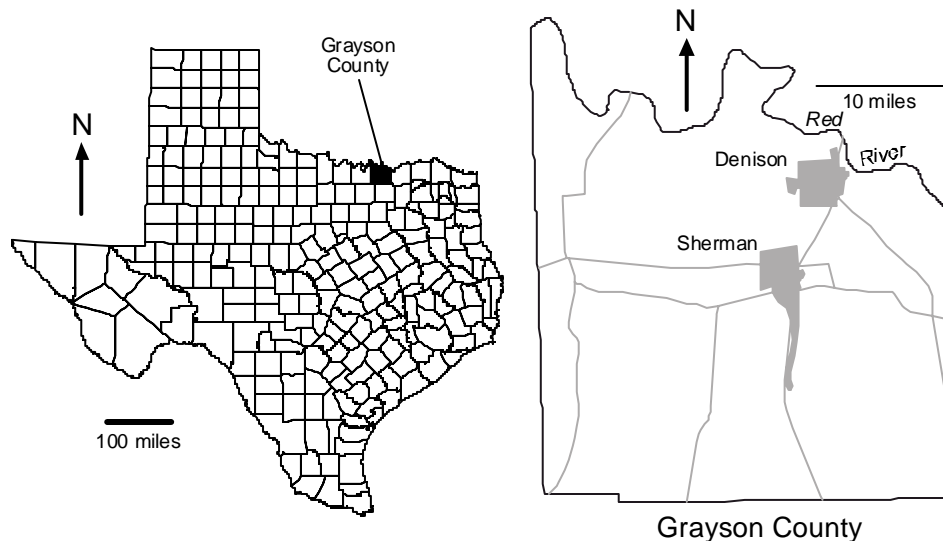 Grayson
County
N
100 miles
N
10 miles
Red
River
Denison
Sherman
Grayson County